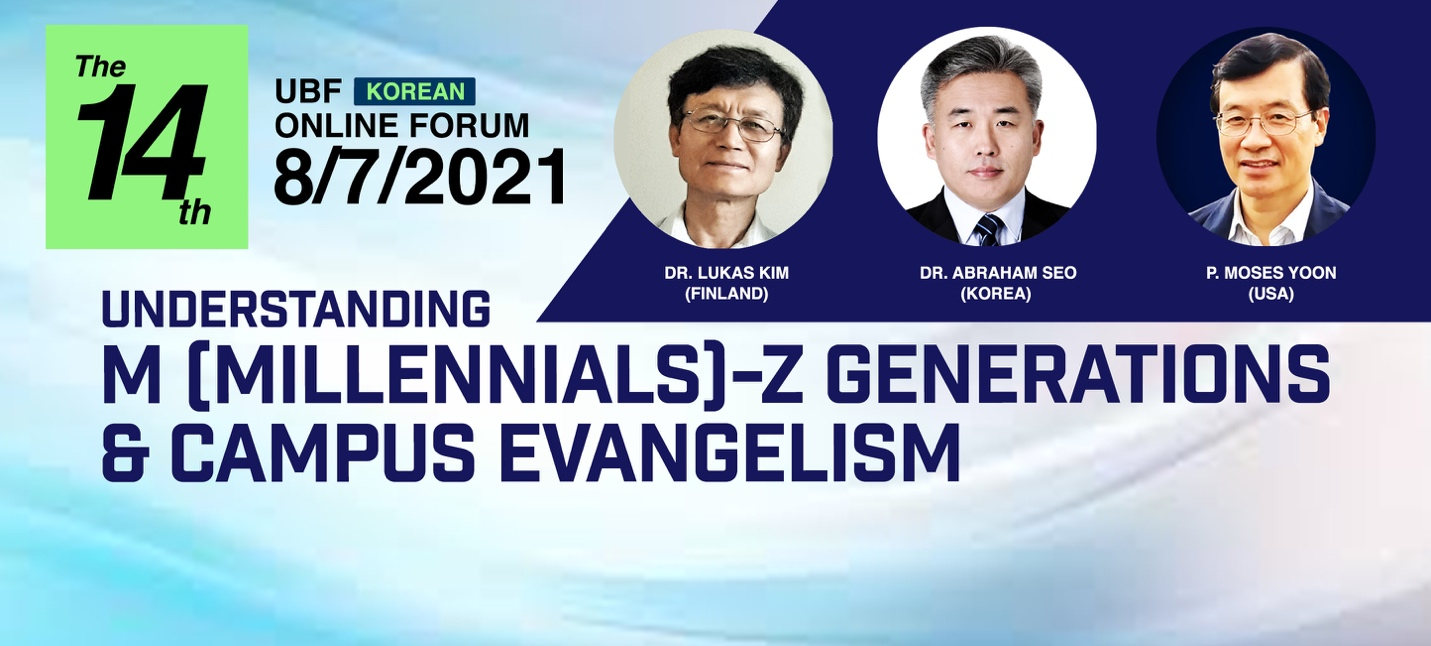 The
14
th
UBF KOREAN
ONLINE FORUM
8/7/2021
DR. LUKAS KIM
(FINLAND)
DR. ABRAHAM SEO
(KOREA)
P. MOSES YOON
(USA)
UNDERSTANDING
M (MILLENNIALS)-Z GENERATIONS
& CAMPUS EVANGELISM